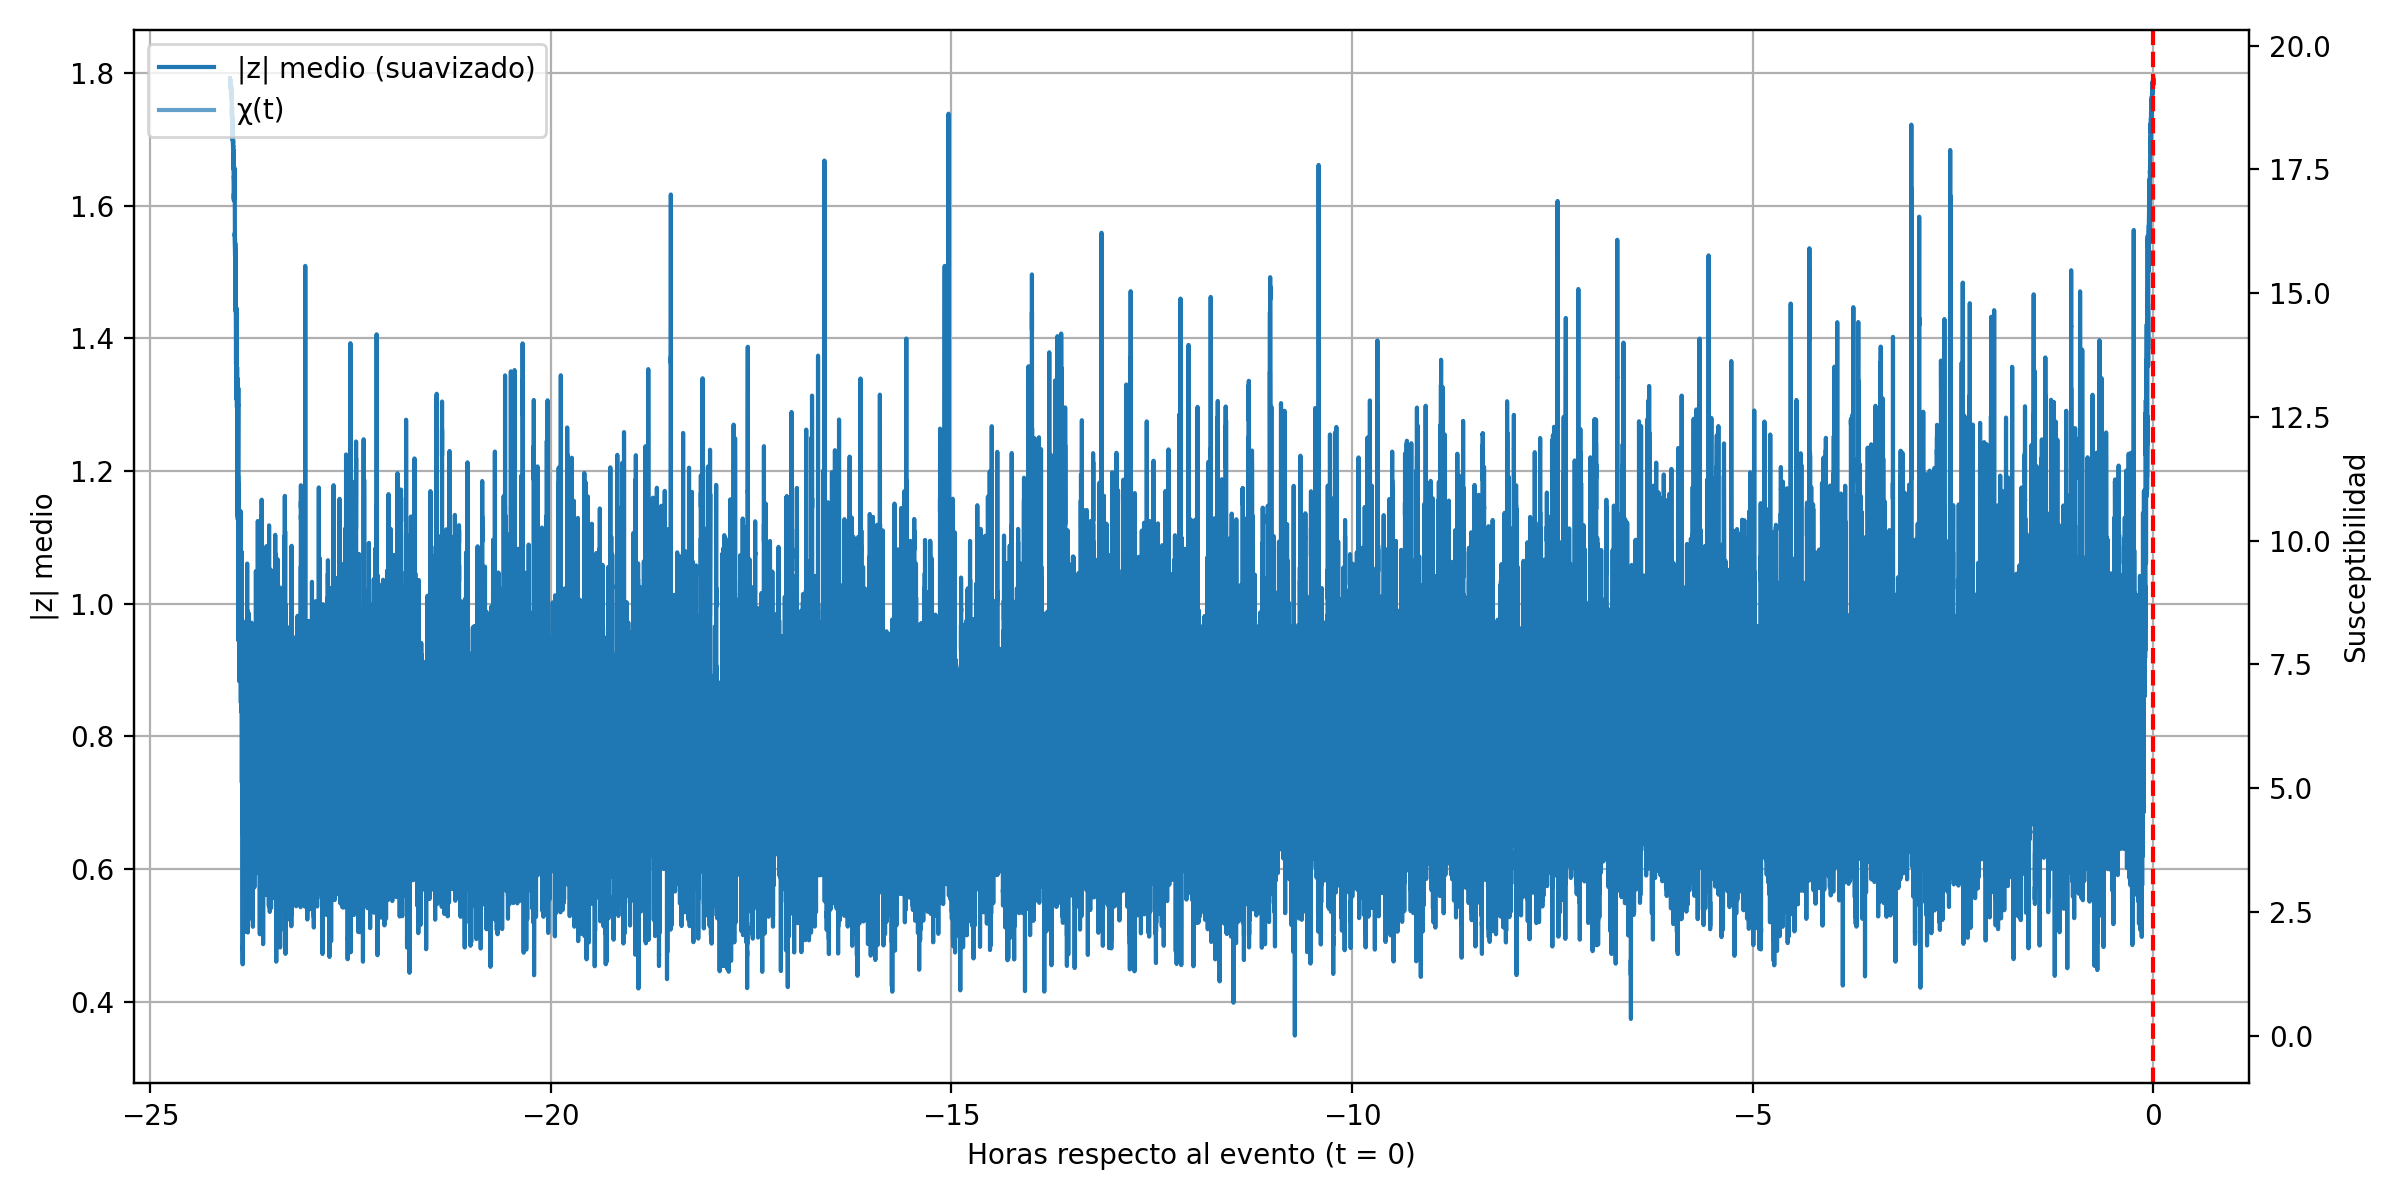 |z| medio (suavizado)
χ(t)
1.8
1.6
1.4
1.2
1.0
0.8
0.6
0.4
|z| medio
20.0
17.5
15.0
12.5
10.0
7.5
5.0
2.5
0.0
Susceptibilidad
−25 −20 −15 −10 −5 0
Horas respecto al evento (t = 0)